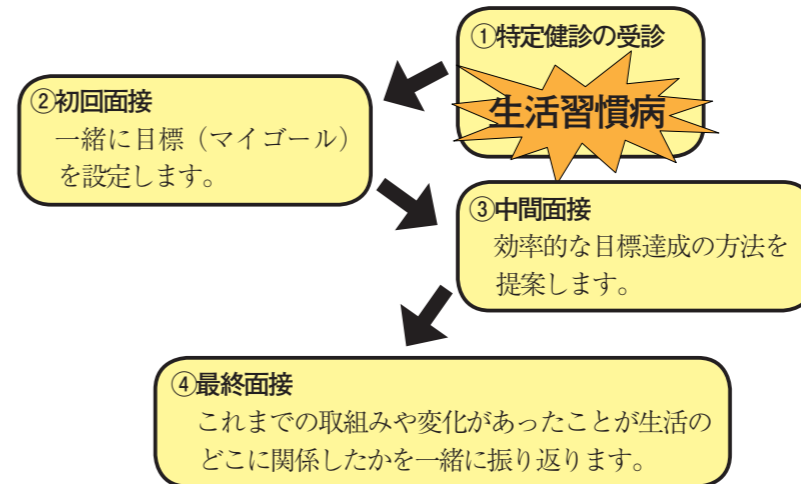 ①特定健診の受診
生活習慣病
②初回面接
一緒に目標（マイゴール）
を設定します。
③中間面接
効率的な目標達成の方法を
提案します。
④最終面接
これまでの取組みや変化があったことが生活の
どこに関係したかを一緒に振り返ります。